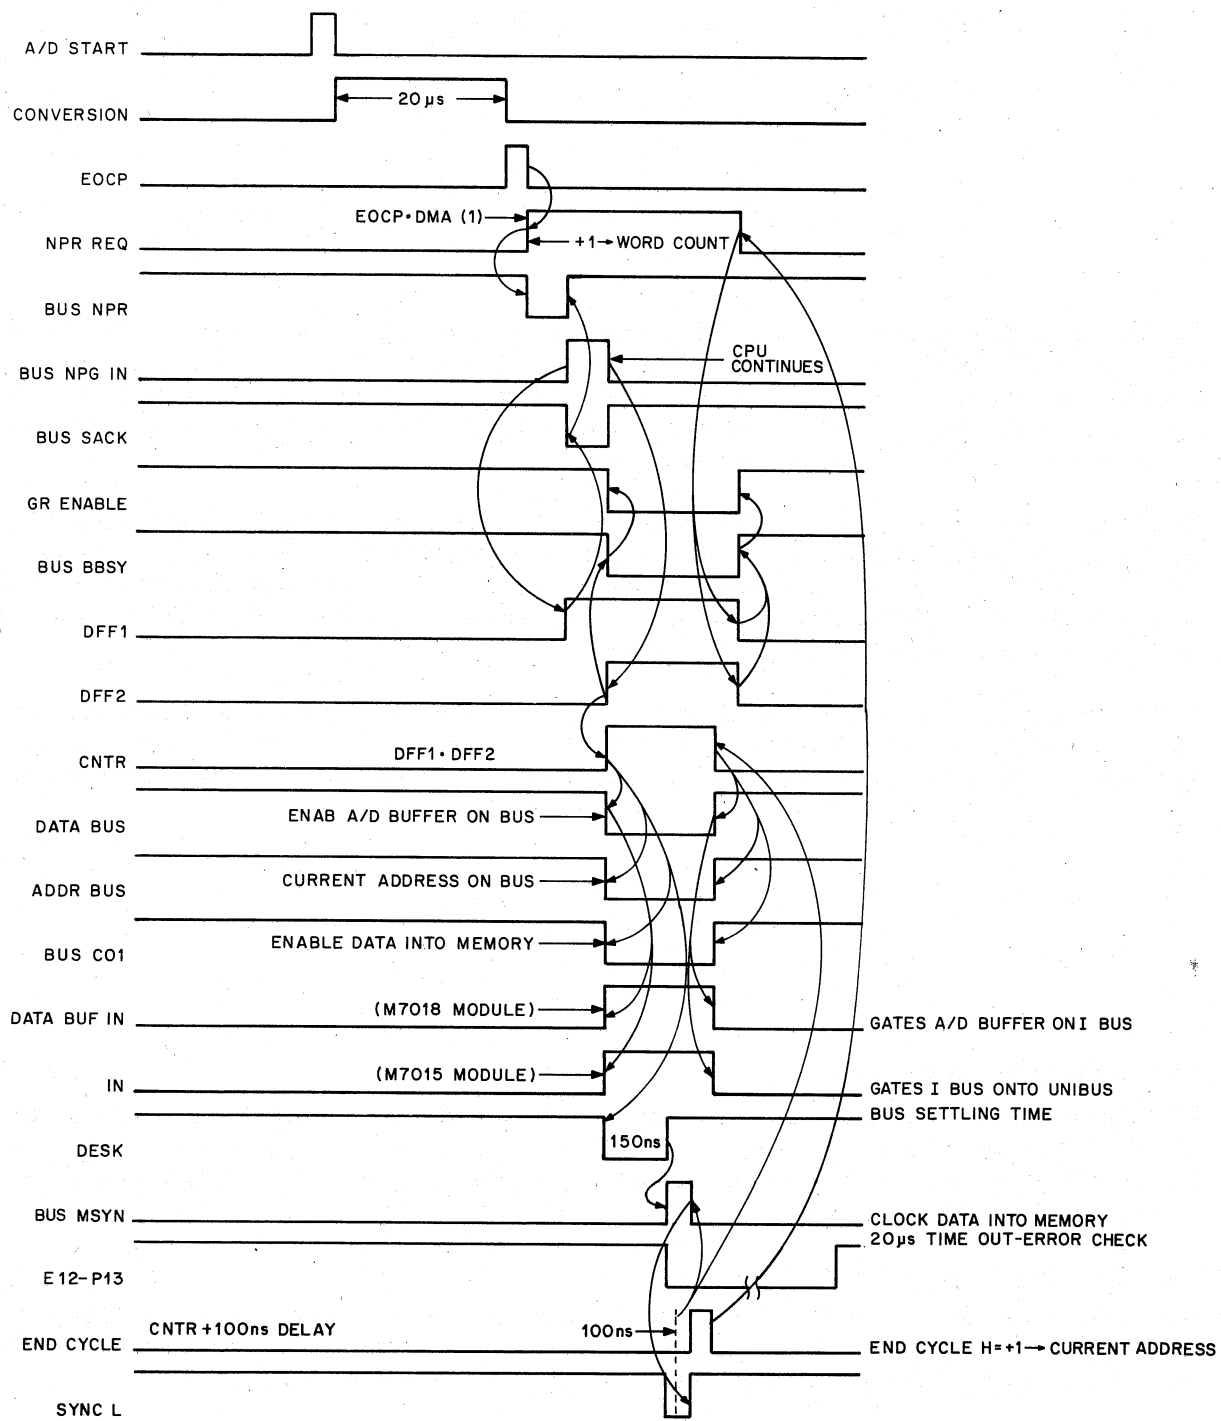 A/D START
CONVERSION
20 µs
EOCP
EOCP•DMA (1)
NPR REQ
+1→WORD COUNT
BUS NPR
CPU
CONTINUES
BUS NPG IN
BUS SACK
GR ENABLE
BUS BBSY
DFF1
DFF2
CNTR
DFF1•DFF2
DATA BUS
ENAB A/D BUFFER ON BUS
ADDR BUS
CURRENT ADDRESS ON BUS
BUS CO1
ENABLE DATA INTO MEMORY
DATA BUF IN
(M7018 MODULE)
GATES A/D BUFFER ON I BUS
IN
(M7015 MODULE)
GATES I BUS ONTO UNIBUS
BUS SETTLING TIME
DESK
150ns
BUS MSYN
CLOCK DATA INTO MEMORY
20µs TIME OUT-ERROR CHECK
E12-P13
CNTR+100ns DELAY
100ns
END CYCLE
END CYCLE H=+1→CURRENT ADDRESS
SYNC L